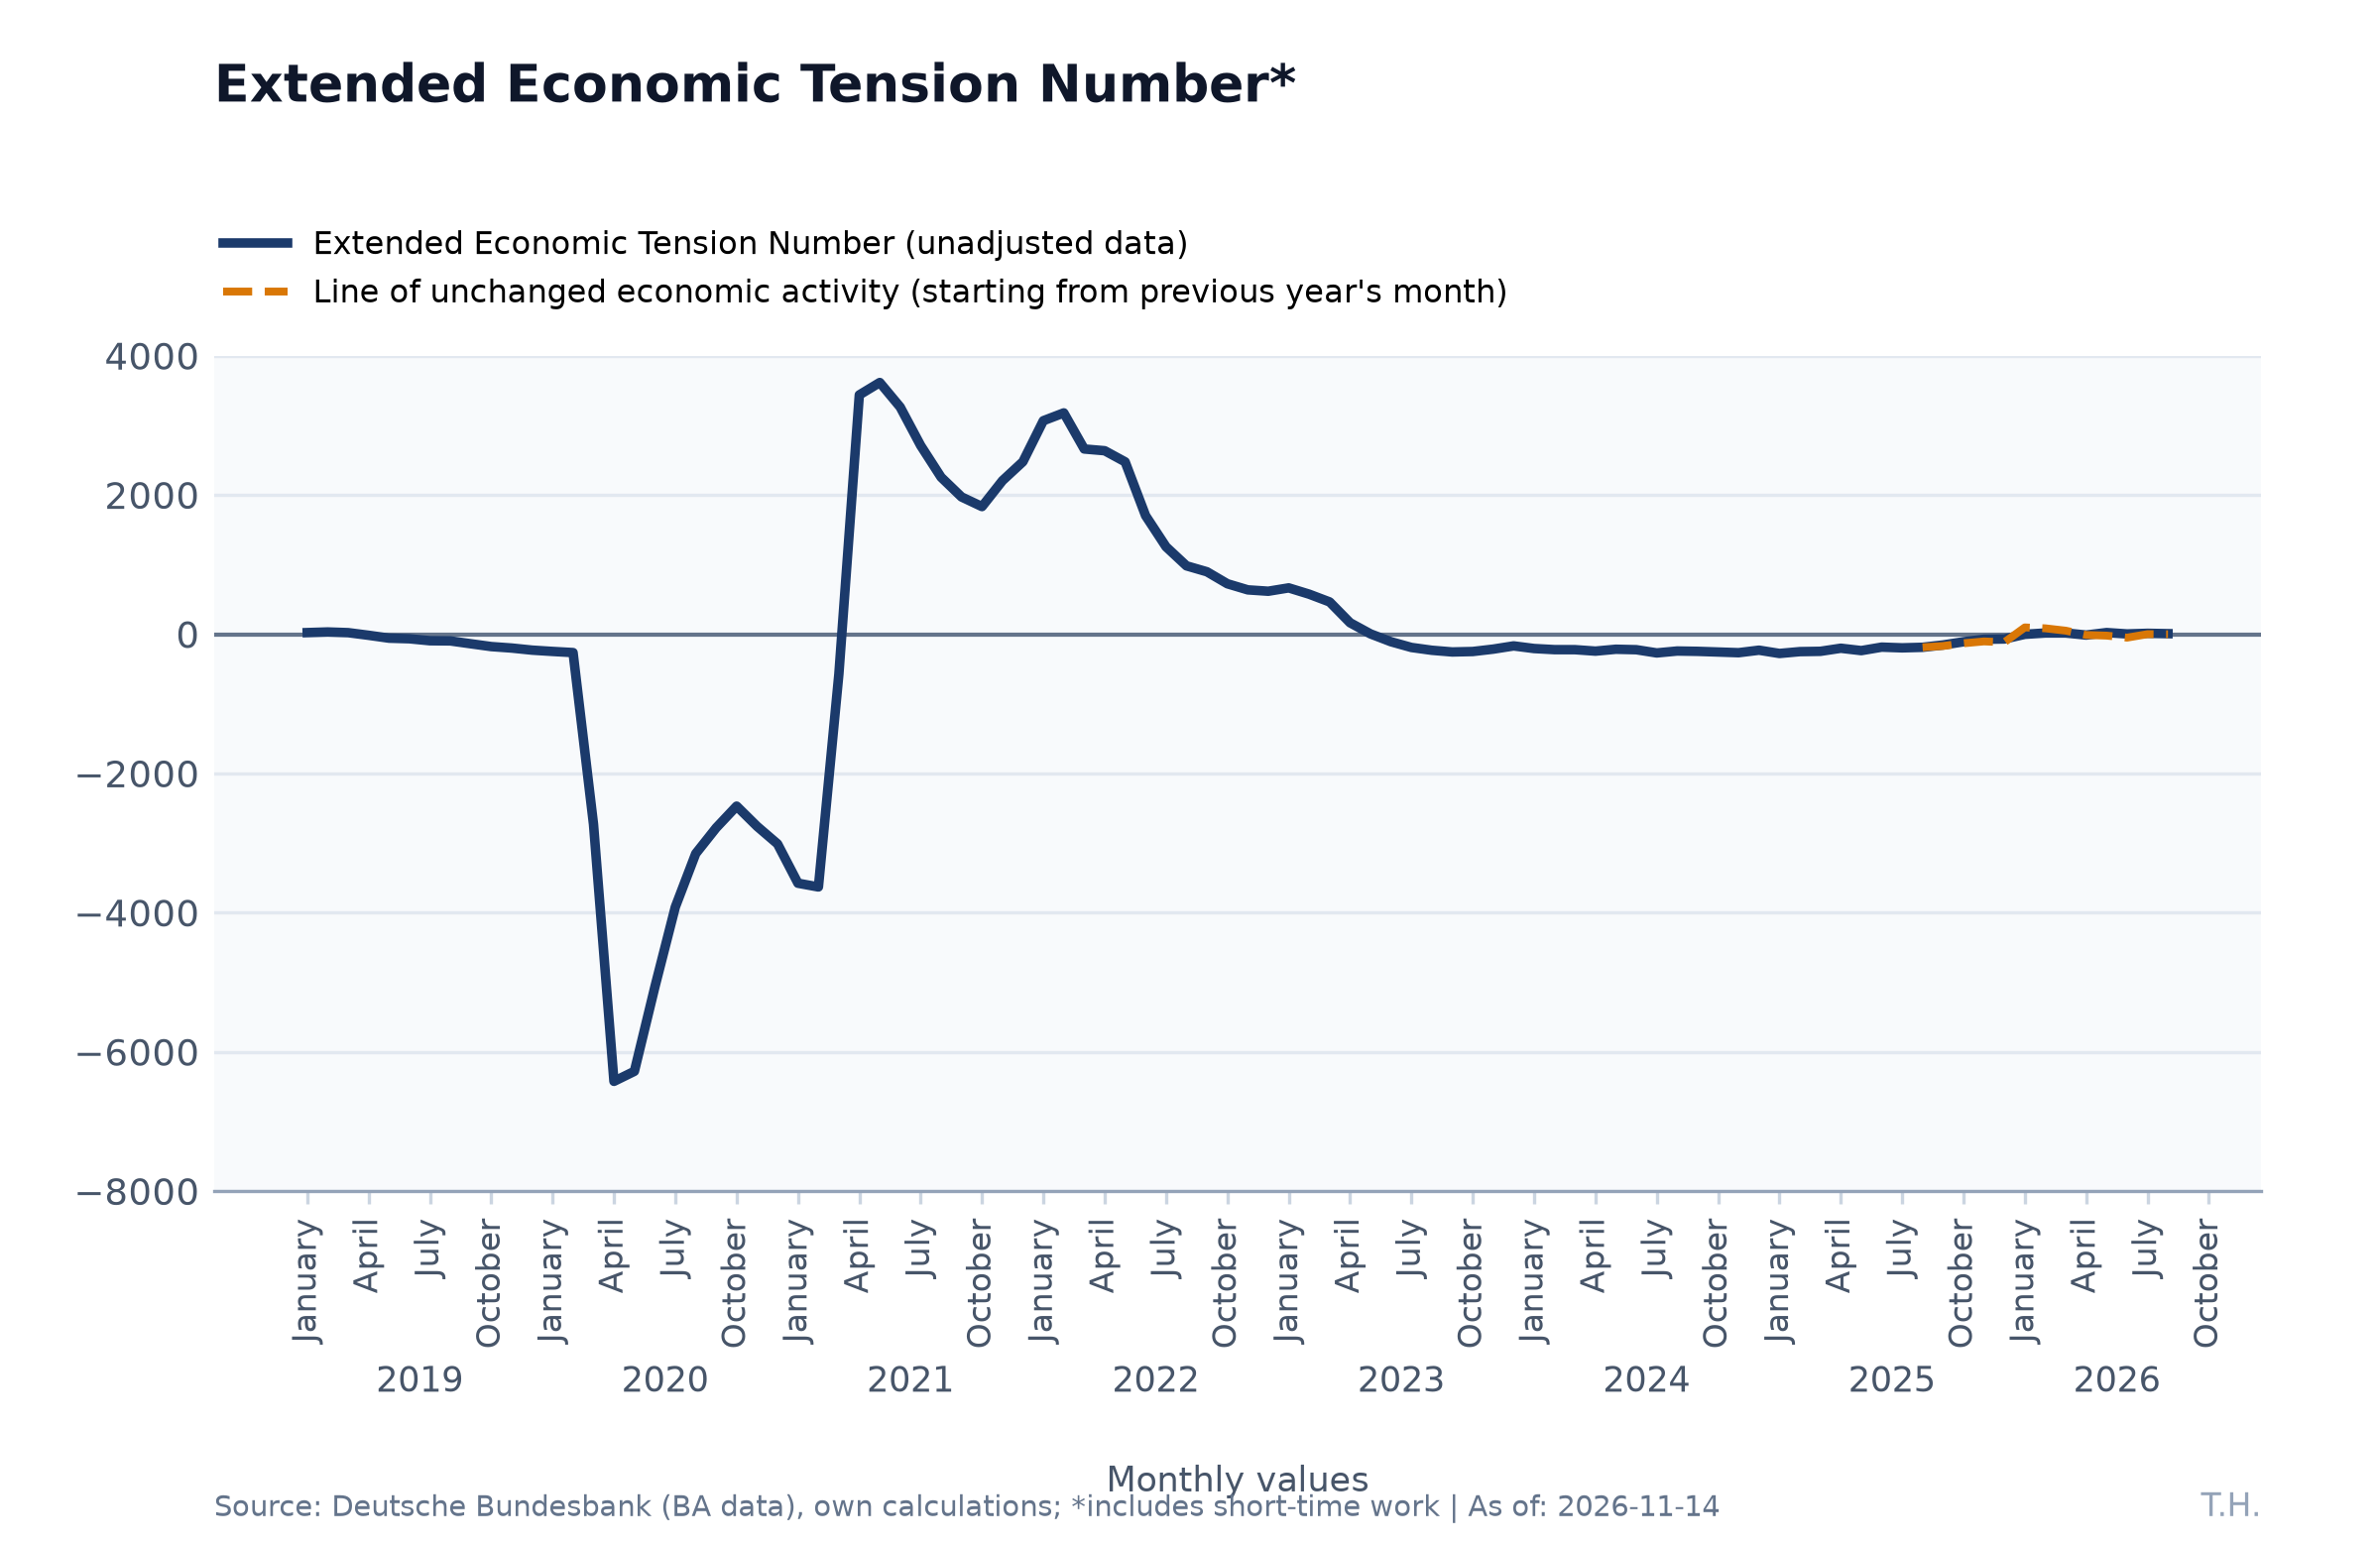 Extended Economic Tension Number*
Extended Economic Tension Number (unadjusted data)
Line of unchanged economic activity (starting from previous year's month)
4000
2000
0
−2000
−4000
−6000
−8000
January April July October January April July October January April July October January April July October January April July October January April July October January April July October January April July October
2019 2020 2021 2022 2023 2024 2025 2026
Monthly values
Source: Deutsche Bundesbank (BA data), own calculations; *includes short-time work | As of: 2026-11-14
T.H.